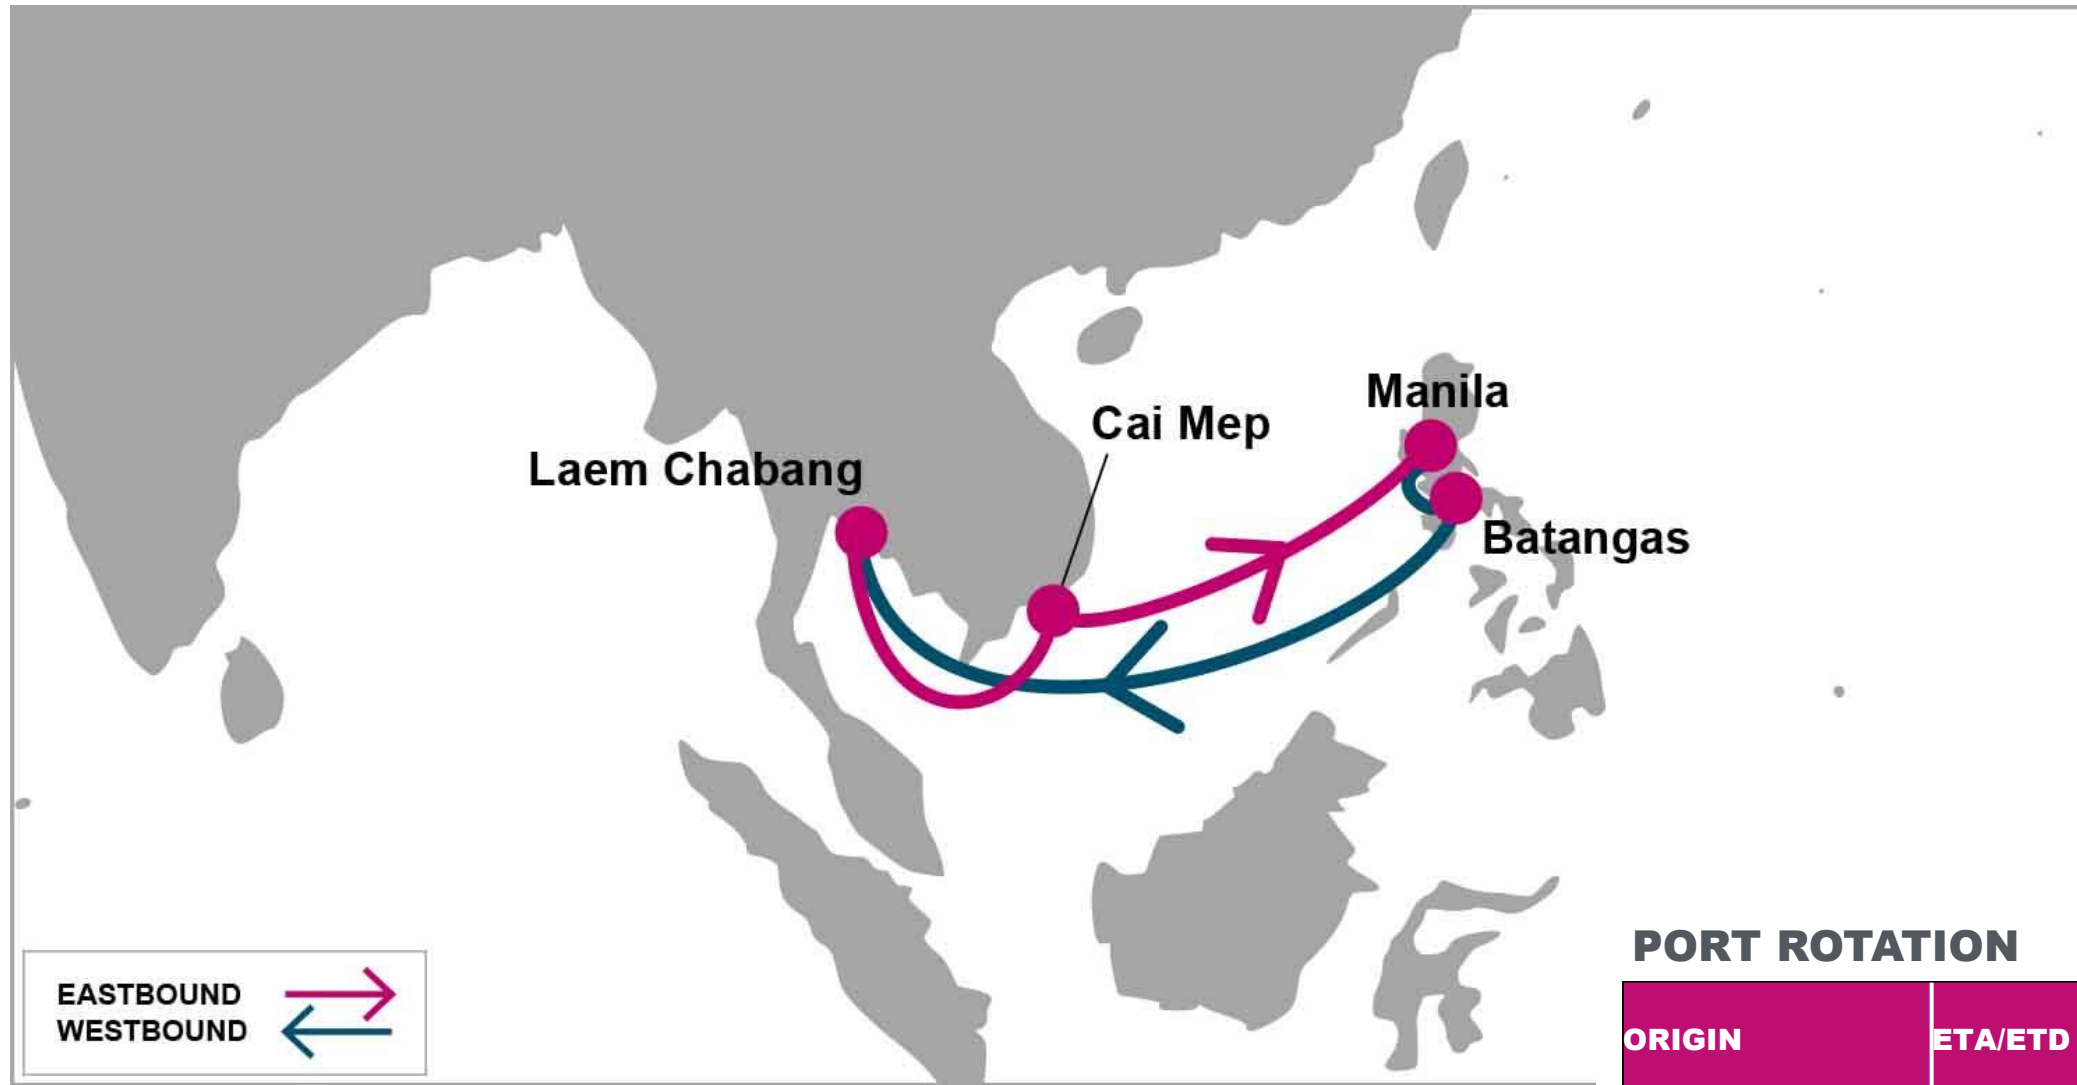 Manila
Cai Mep
Laem Chabang
Batangas
PORT ROTATION
EASTBOUND
WESTBOUND
ORIGIN ETA/ETD